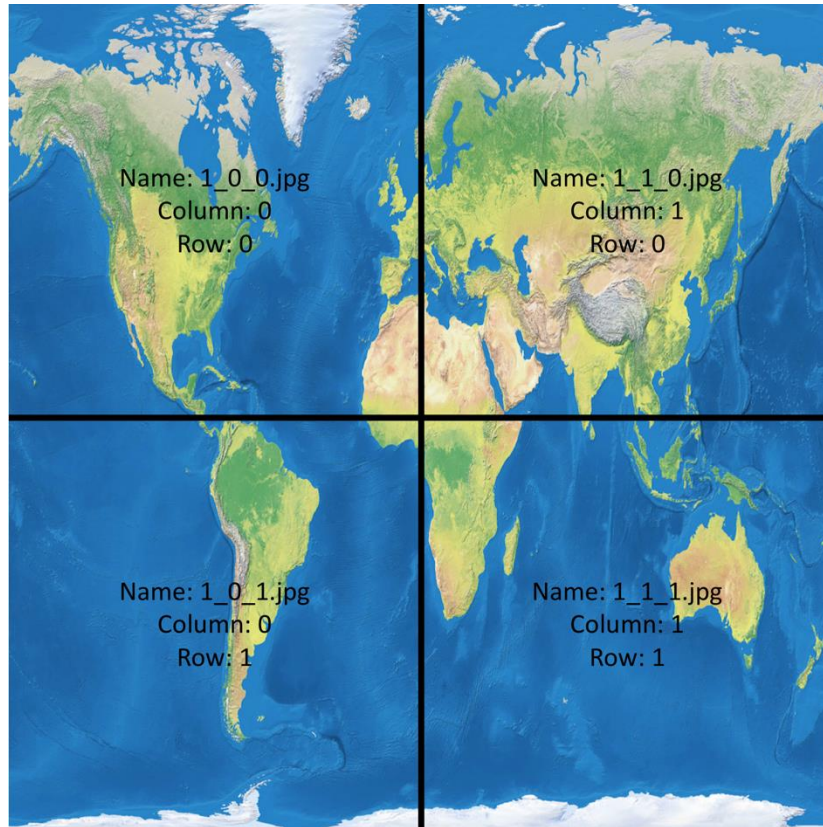 Name: 1_0_0.jpg
Column: 0
Row: 0
Name: 1_1_0.jpg
Column: 1
Row: 0
Name: 1_0_1.jpg
Column: 0
Row: 1
Name: 1_1_1.jpg
Column: 1
Row: 1